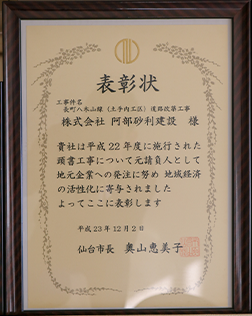 表彰状
工事件名
長町八木山線（土手内工区）道路改築工事
株式会社 阿部砂利建設 様
貴社は平成22年度に施行された
頭書工事について元請負人として
地元企業への発注に努め 地域経済
の活性化に寄与されました
よってここに表彰します
平成23年12月2日
仙台市長 奥山恵美子